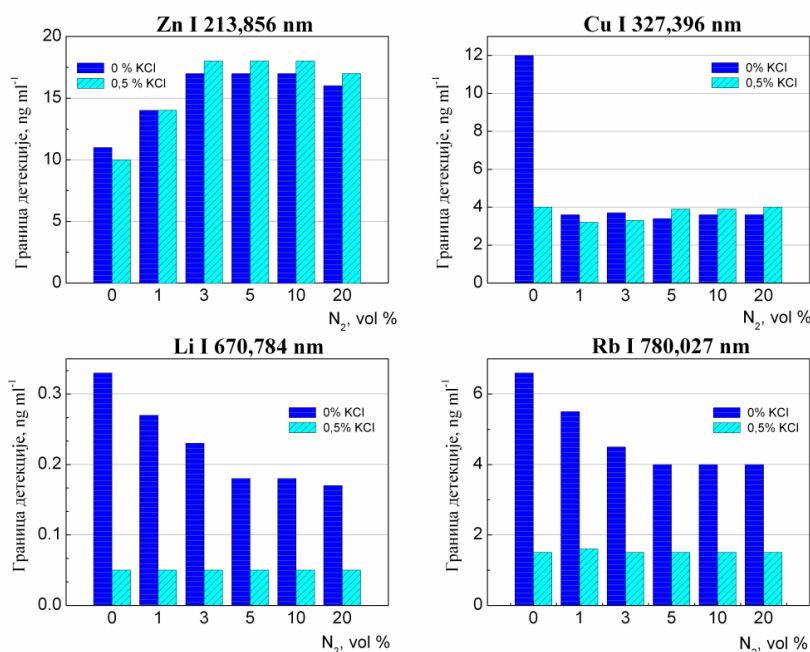 Zn I 213,856 nm
20
15
10
5
0
Граница детекције, ng ml⁻¹
0 % KCl
0,5 % KCl
0 1 3 5 10 20
N₂, vol %
Cu I 327,396 nm
12
10
8
6
4
2
0
Граница детекције, ng ml⁻¹
0% KCl
0,5% KCl
0 1 3 5 10 20
N₂, vol %
Li I 670,784 nm
0.3
0.2
0.1
0.0
Граница детекције, ng ml⁻¹
0% KCl
0,5% KCl
0 1 3 5 10 20
N₂, vol %
Rb I 780,027 nm
6
4
2
0
Граница детекције, ng ml⁻¹
0% KCl
0,5% KCl
0 1 3 5 10 20
N₂, vol %